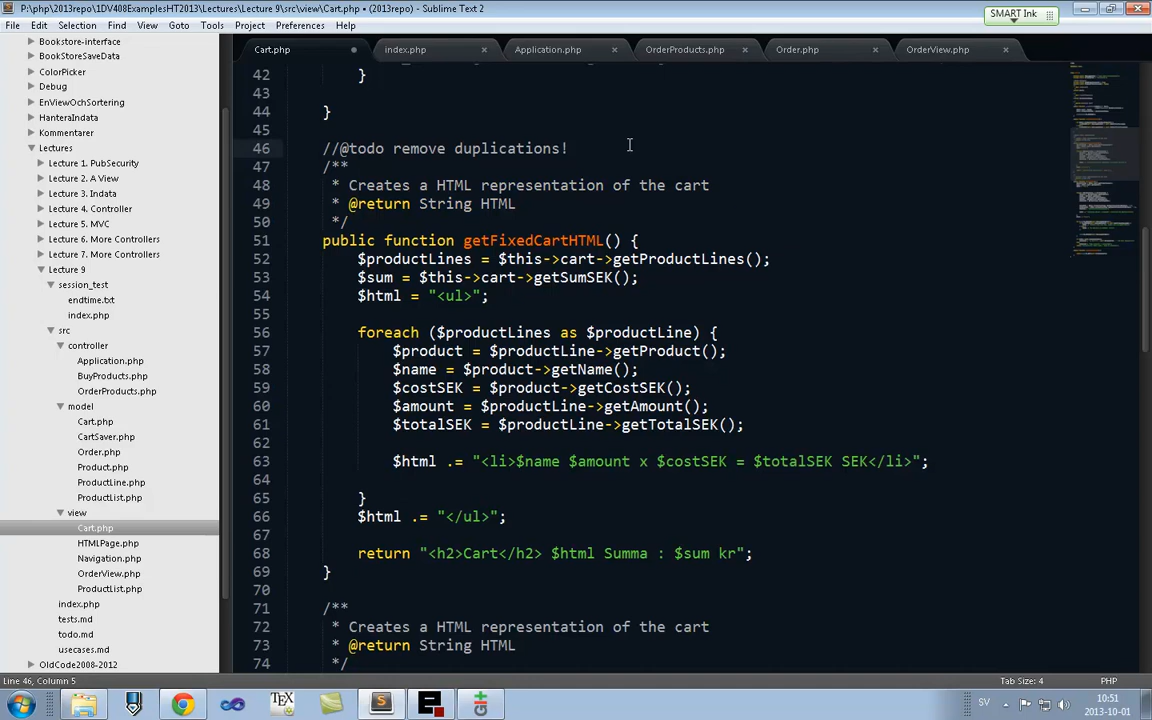 P:\php\2013repo\1DV408ExamplesHT2013\Lectures\Lecture 9\src\view\Cart.php • (2013repo) - Sublime Text 2
SMART Ink
File Edit Selection Find View Goto Tools Project Preferences Help
Cart.php index.php Application.php OrderProducts.php Order.php OrderView.php
Bookstore-interface
BookStoreSaveData
ColorPicker
Debug
EnViewOchSortering
HanteraIndata
Kommentarer
Lectures
Lecture 1. PubSecurity
Lecture 2. A View
Lecture 3. Indata
Lecture 4. Controller
Lecture 5. MVC
Lecture 6. More Controllers
Lecture 7. More Controllers
Lecture 9
session_test
endtime.txt
index.php
src
controller
Application.php
BuyProducts.php
OrderProducts.php
model
Cart.php
CartSaver.php
Order.php
Product.php
ProductLine.php
ProductList.php
view
Cart.php
HTMLPage.php
Navigation.php
OrderView.php
ProductList.php
index.php
tests.md
todo.md
usecases.md
OldCode2008-2012
42 }
43
44 }
45
46 //@todo remove duplications!
47 /**
48 * Creates a HTML representation of the cart
49 * @return String HTML
50 */
51 public function getFixedCartHTML() {
52 $productLines = $this->cart->getProductLines();
53 $sum = $this->cart->getSumSEK();
54 $html = "<ul>";
55
56 foreach ($productLines as $productLine) {
57 $product = $productLine->getProduct();
58 $name = $product->getName();
59 $costSEK = $product->getCostSEK();
60 $amount = $productLine->getAmount();
61 $totalSEK = $productLine->getTotalSEK();
62
63 $html .= "<li>$name $amount x $costSEK = $totalSEK SEK</li>";
64
65 }
66 $html .= "</ul>";
67
68 return "<h2>Cart</h2> $html Summa : $sum kr";
69 }
70
71 /**
72 * Creates a HTML representation of the cart
73 * @return String HTML
74 */
Line 46, Column 5 Tab Size: 4 PHP
TEX
SV
10:51
2013-10-01